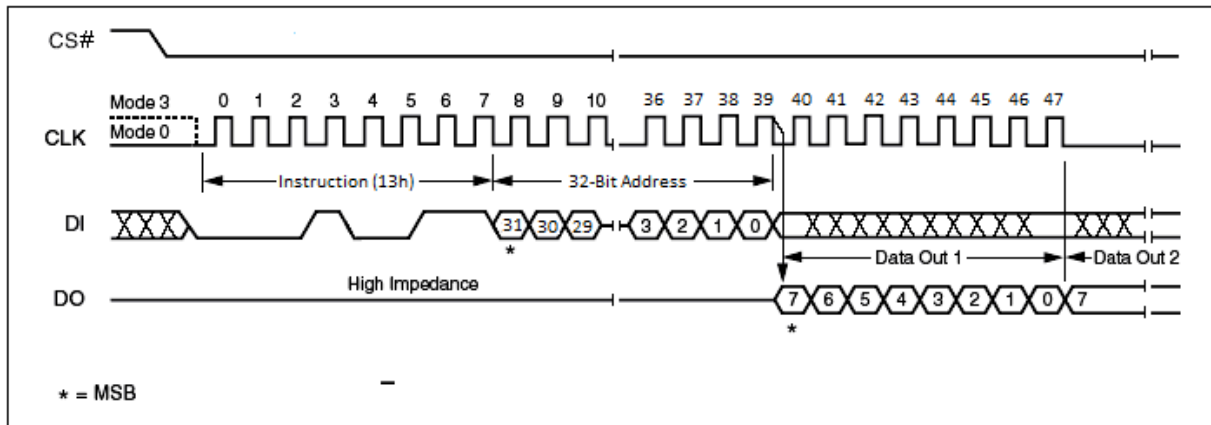 CS#
Mode 3 0 1 2 3 4 5 6 7 8 9 10 36 37 38 39 40 41 42 43 44 45 46 47
CLK Mode 0
Instruction (13h) 32-Bit Address
DI 31 30 29 3 2 1 0
* Data Out 1 Data Out 2
High Impedance
DO 7 6 5 4 3 2 1 0 7
*
* = MSB